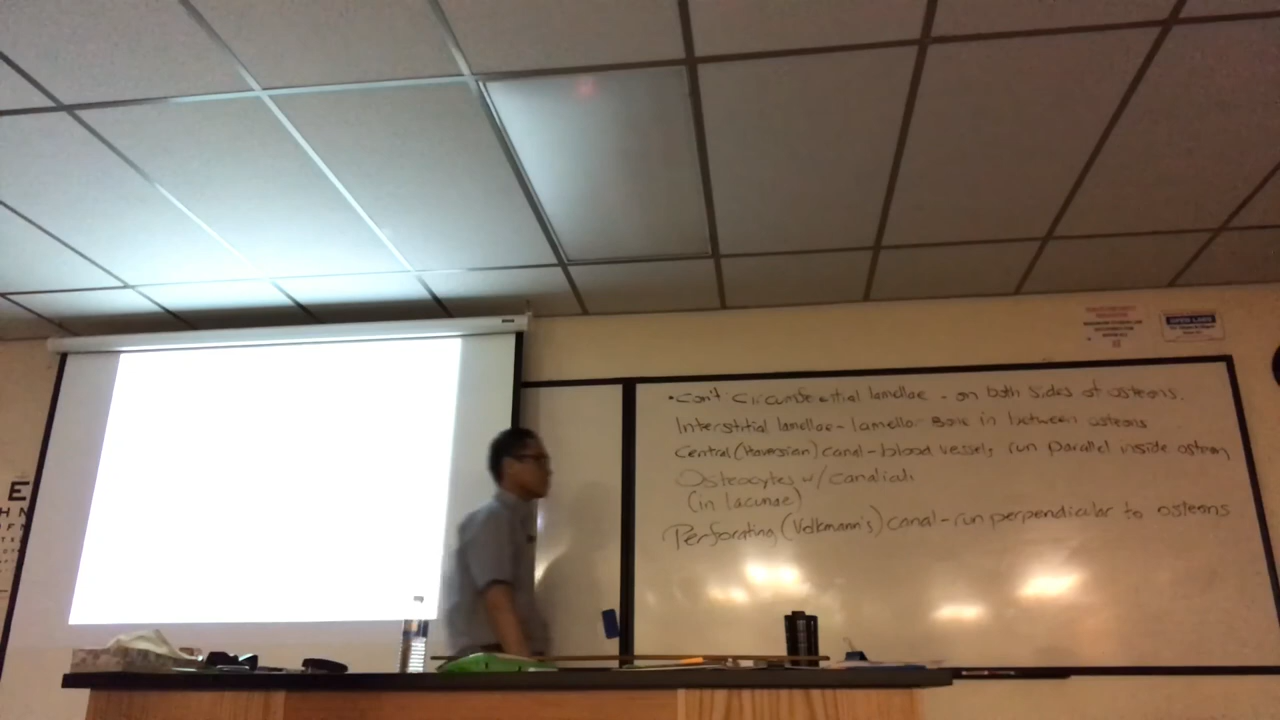 • Con't: Circumferential lamellae - on both sides of osteons.
Interstitial lamellae - lamellar Bone in between osteons
Central (Haversian) canal - blood vessels run parallel inside osteon
Osteocytes w/ canaliculi
(in lacunae)
Perforating (Volkmann's) canal - run perpendicular to osteons
E